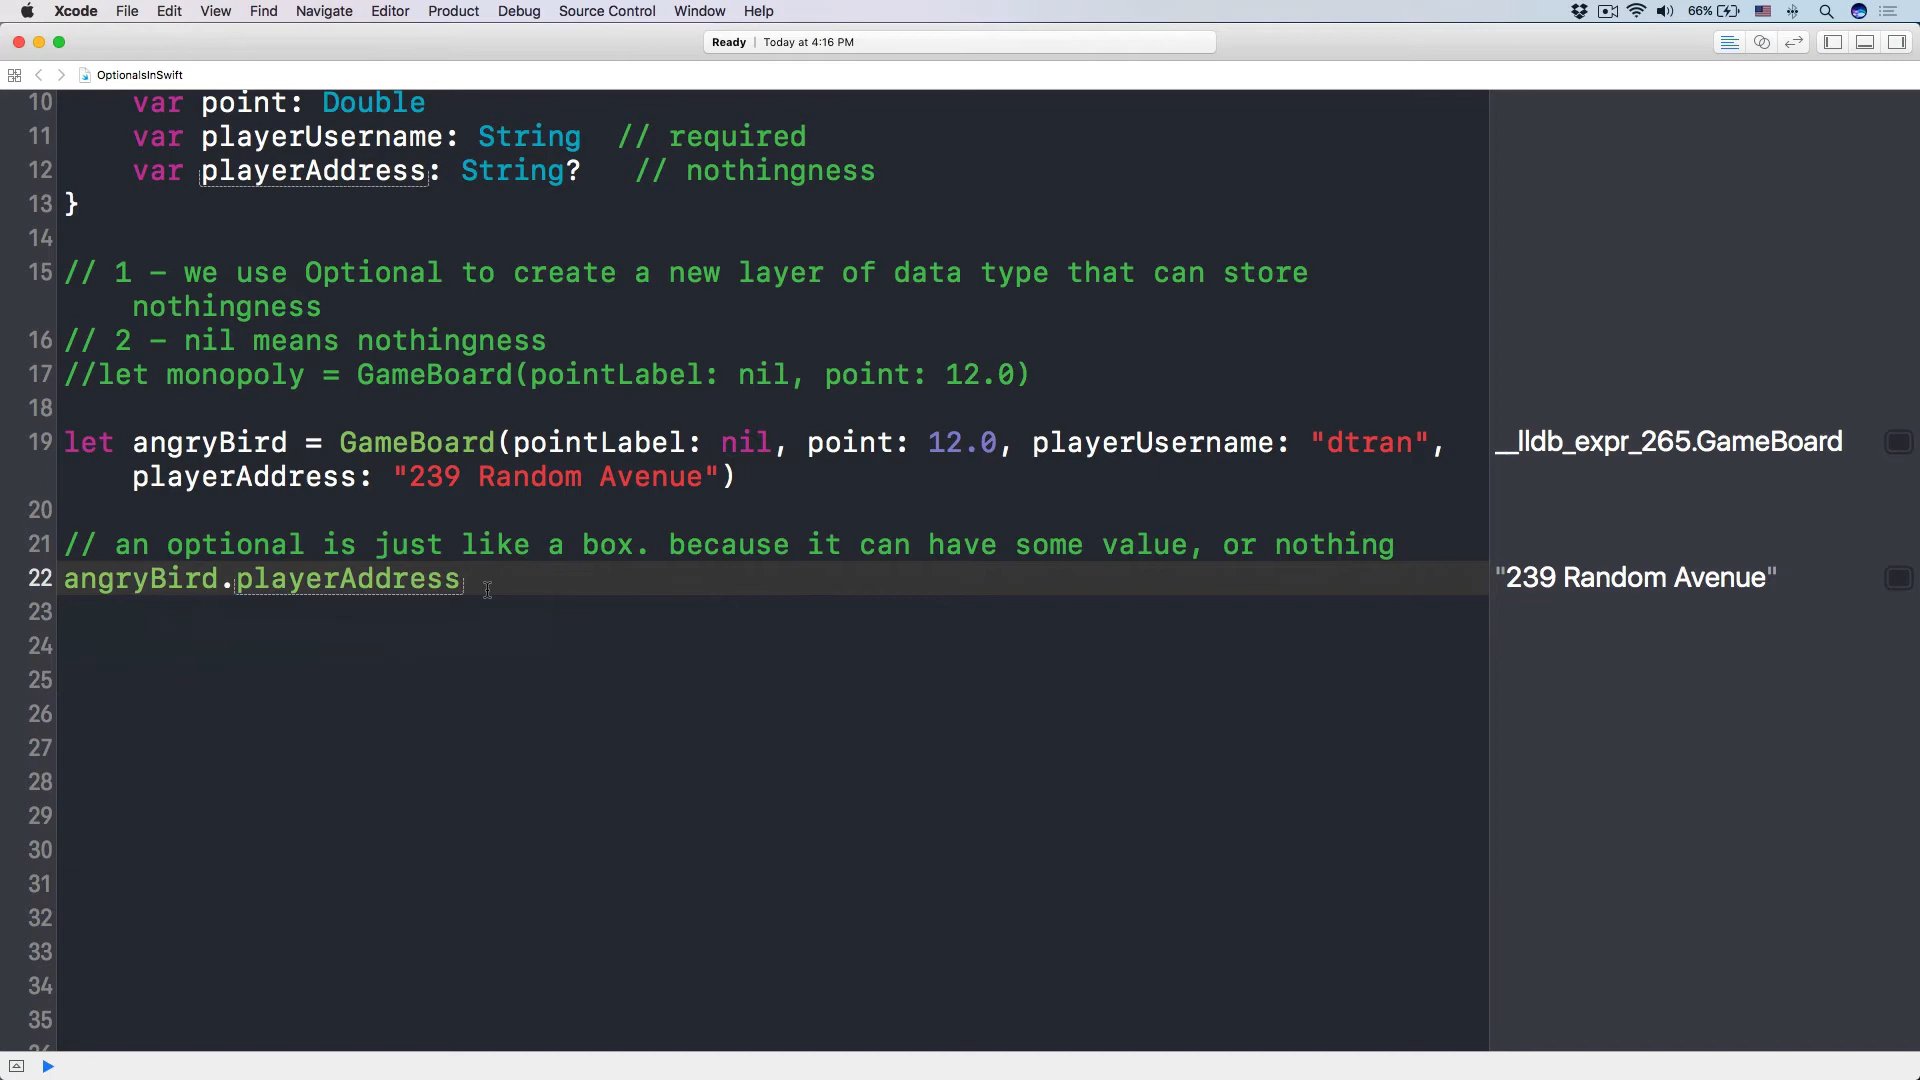 Xcode File Edit View Find Navigate Editor Product Debug Source Control Window Help 66%
Ready | Today at 4:16 PM
OptionalsInSwift
10 var point: Double
11 var playerUsername: String // required
12 var playerAddress: String? // nothingness
13 }
14
15 // 1 – we use Optional to create a new layer of data type that can store
nothingness
16 // 2 – nil means nothingness
17 //let monopoly = GameBoard(pointLabel: nil, point: 12.0)
18
19 let angryBird = GameBoard(pointLabel: nil, point: 12.0, playerUsername: "dtran", __lldb_expr_265.GameBoard
playerAddress: "239 Random Avenue")
20
21 // an optional is just like a box. because it can have some value, or nothing
22 angryBird.playerAddress "239 Random Avenue"
23
24
25
26
27
28
29
30
31
32
33
34
35